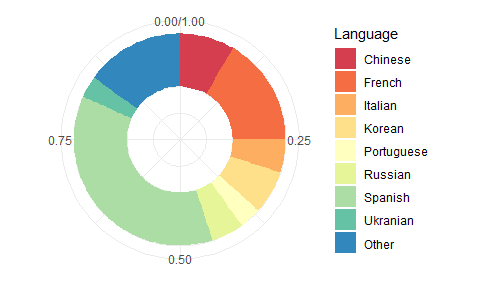 0.00/1.00
0.25
0.50
0.75
Language
Chinese
French
Italian
Korean
Portuguese
Russian
Spanish
Ukranian
Other